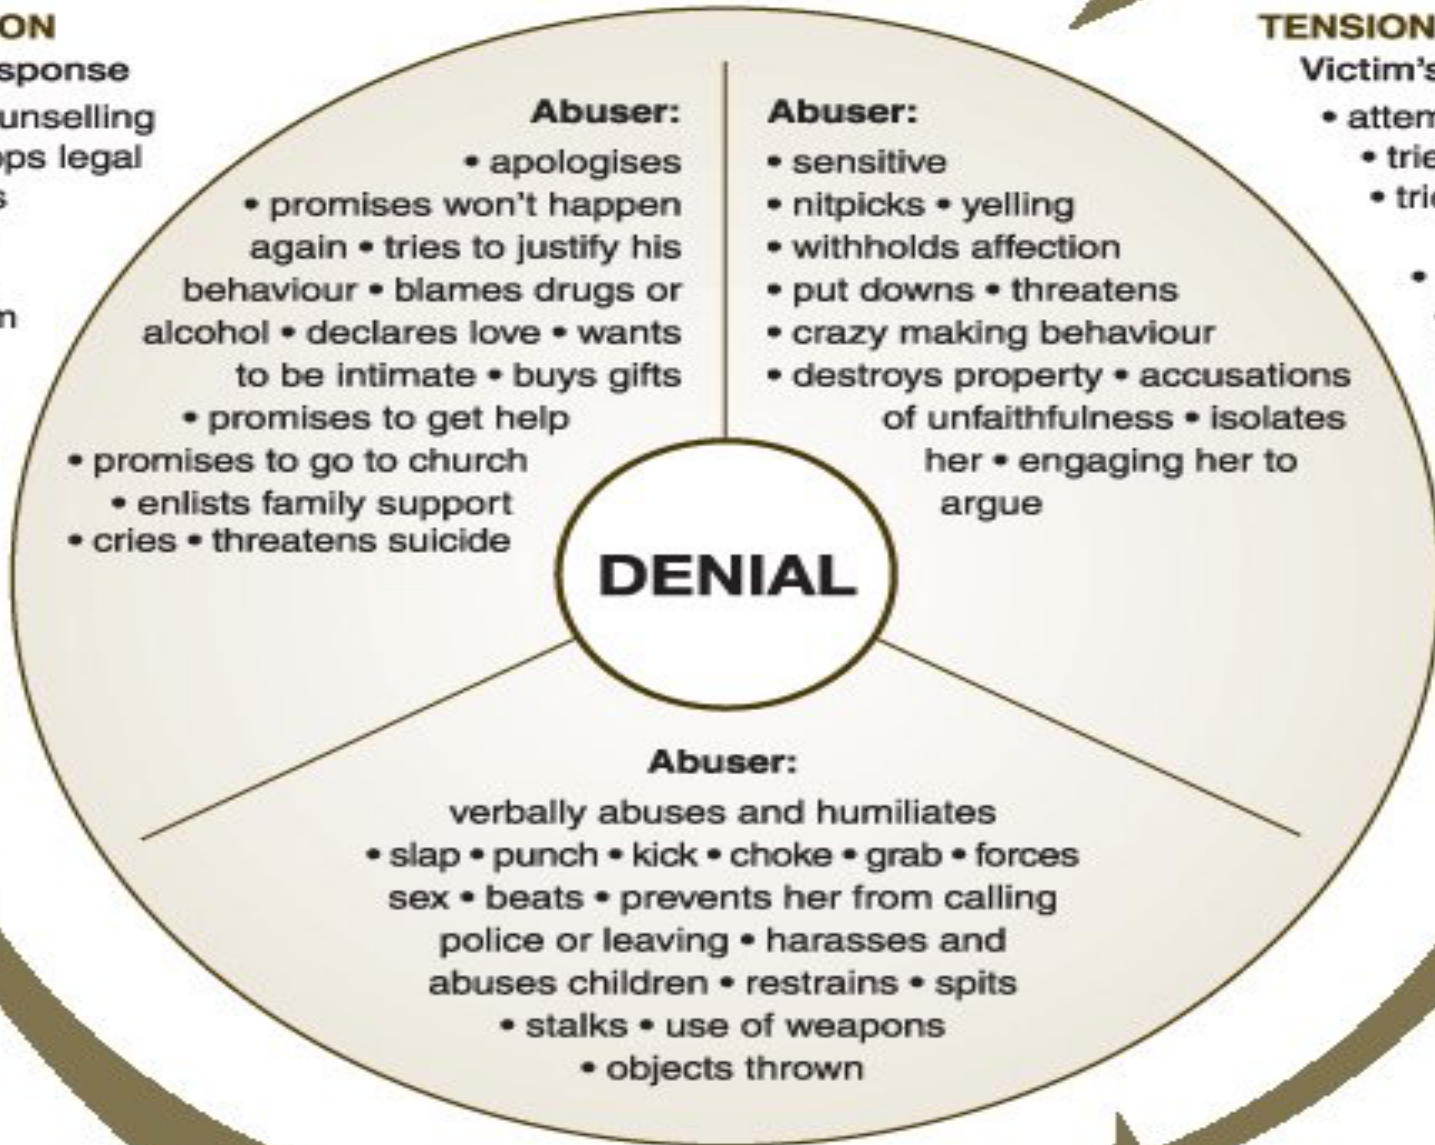 ON
sponse
unselling
ops legal
s
n
Abuser:
• apologises
• promises won't happen
again • tries to justify his
behaviour • blames drugs or
alcohol • declares love • wants
to be intimate • buys gifts
• promises to get help
• promises to go to church
• enlists family support
• cries • threatens suicide
Abuser:
• sensitive
• nitpicks • yelling
• withholds affection
• put downs • threatens
• crazy making behaviour
• destroys property • accusations
of unfaithfulness • isolates
her • engaging her to
argue
TENSION
Victim's
• attem
• trie
• trie
•
DENIAL
Abuser:
verbally abuses and humiliates
• slap • punch • kick • choke • grab • forces
sex • beats • prevents her from calling
police or leaving • harasses and
abuses children • restrains • spits
• stalks • use of weapons
• objects thrown